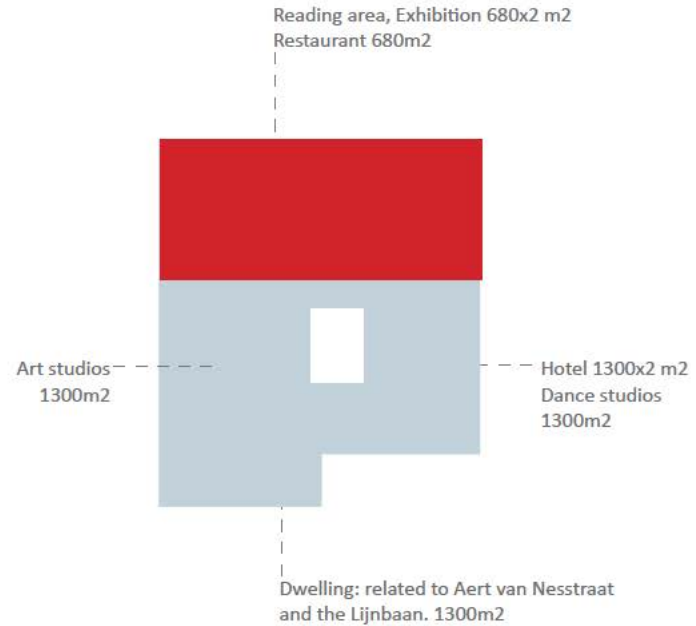 Reading area, Exhibition 680x2 m2
Restaurant 680m2
Art studios
1300m2
Hotel 1300x2 m2
Dance studios
1300m2
Dwelling: related to Aert van Nesstraat
and the Lijnbaan. 1300m2